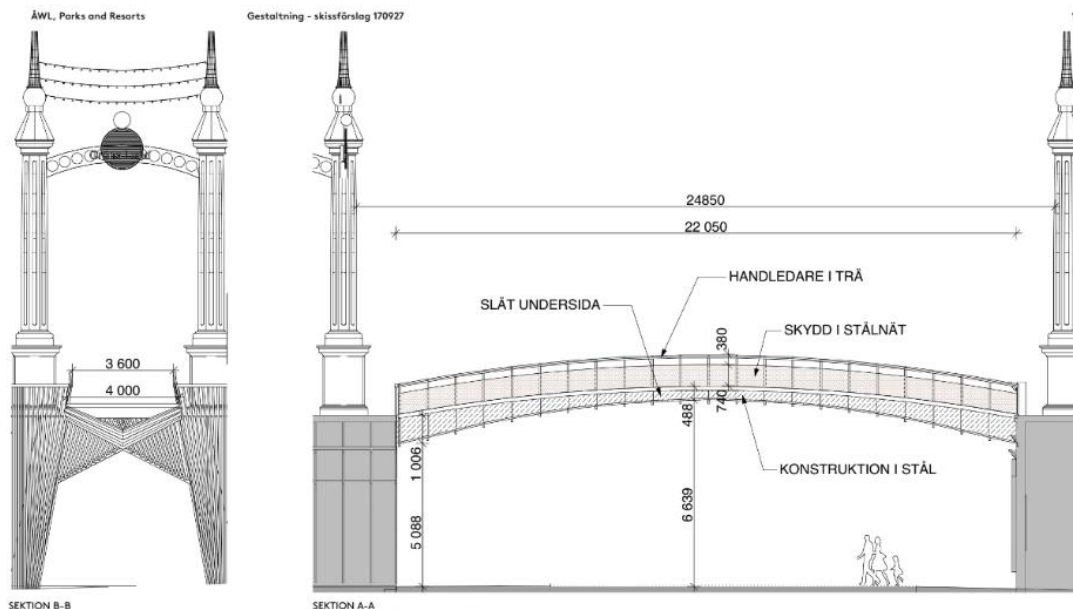 ÅWL, Parks and Resorts
Gestaltning - skissförslag 170927
24850
22 050
HANDLEDARE I TRÄ
SLÄT UNDERSIDA
380
SKYDD I STÅLNÄT
3 600
4 000
740
488
1 006
KONSTRUKTION I STÅL
6 639
5 088
SEKTION B-B
SEKTION A-A